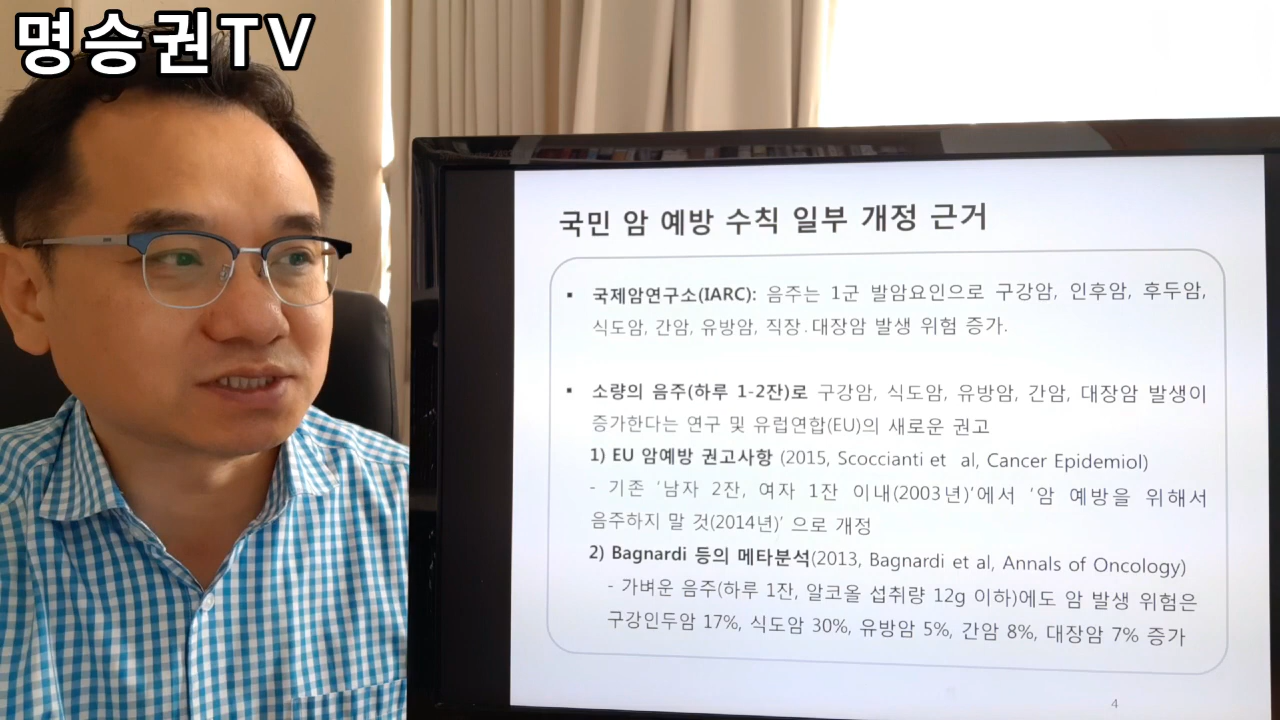 명승권TV
국민 암 예방 수칙 일부 개정 근거
▪ 국제암연구소(IARC): 음주는 1군 발암요인으로 구강암, 인후암, 후두암,
식도암, 간암, 유방암, 직장·대장암 발생 위험 증가.
▪ 소량의 음주(하루 1-2잔)로 구강암, 식도암, 유방암, 간암, 대장암 발생이
증가한다는 연구 및 유럽연합(EU)의 새로운 권고
1) EU 암예방 권고사항 (2015, Scoccianti et al, Cancer Epidemiol)
- 기존 '남자 2잔, 여자 1잔 이내(2003년)'에서 '암 예방을 위해서
음주하지 말 것(2014년)' 으로 개정
2) Bagnardi 등의 메타분석(2013, Bagnardi et al, Annals of Oncology)
- 가벼운 음주(하루 1잔, 알코올 섭취량 12g 이하)에도 암 발생 위험은
구강인두암 17%, 식도암 30%, 유방암 5%, 간암 8%, 대장암 7% 증가
4